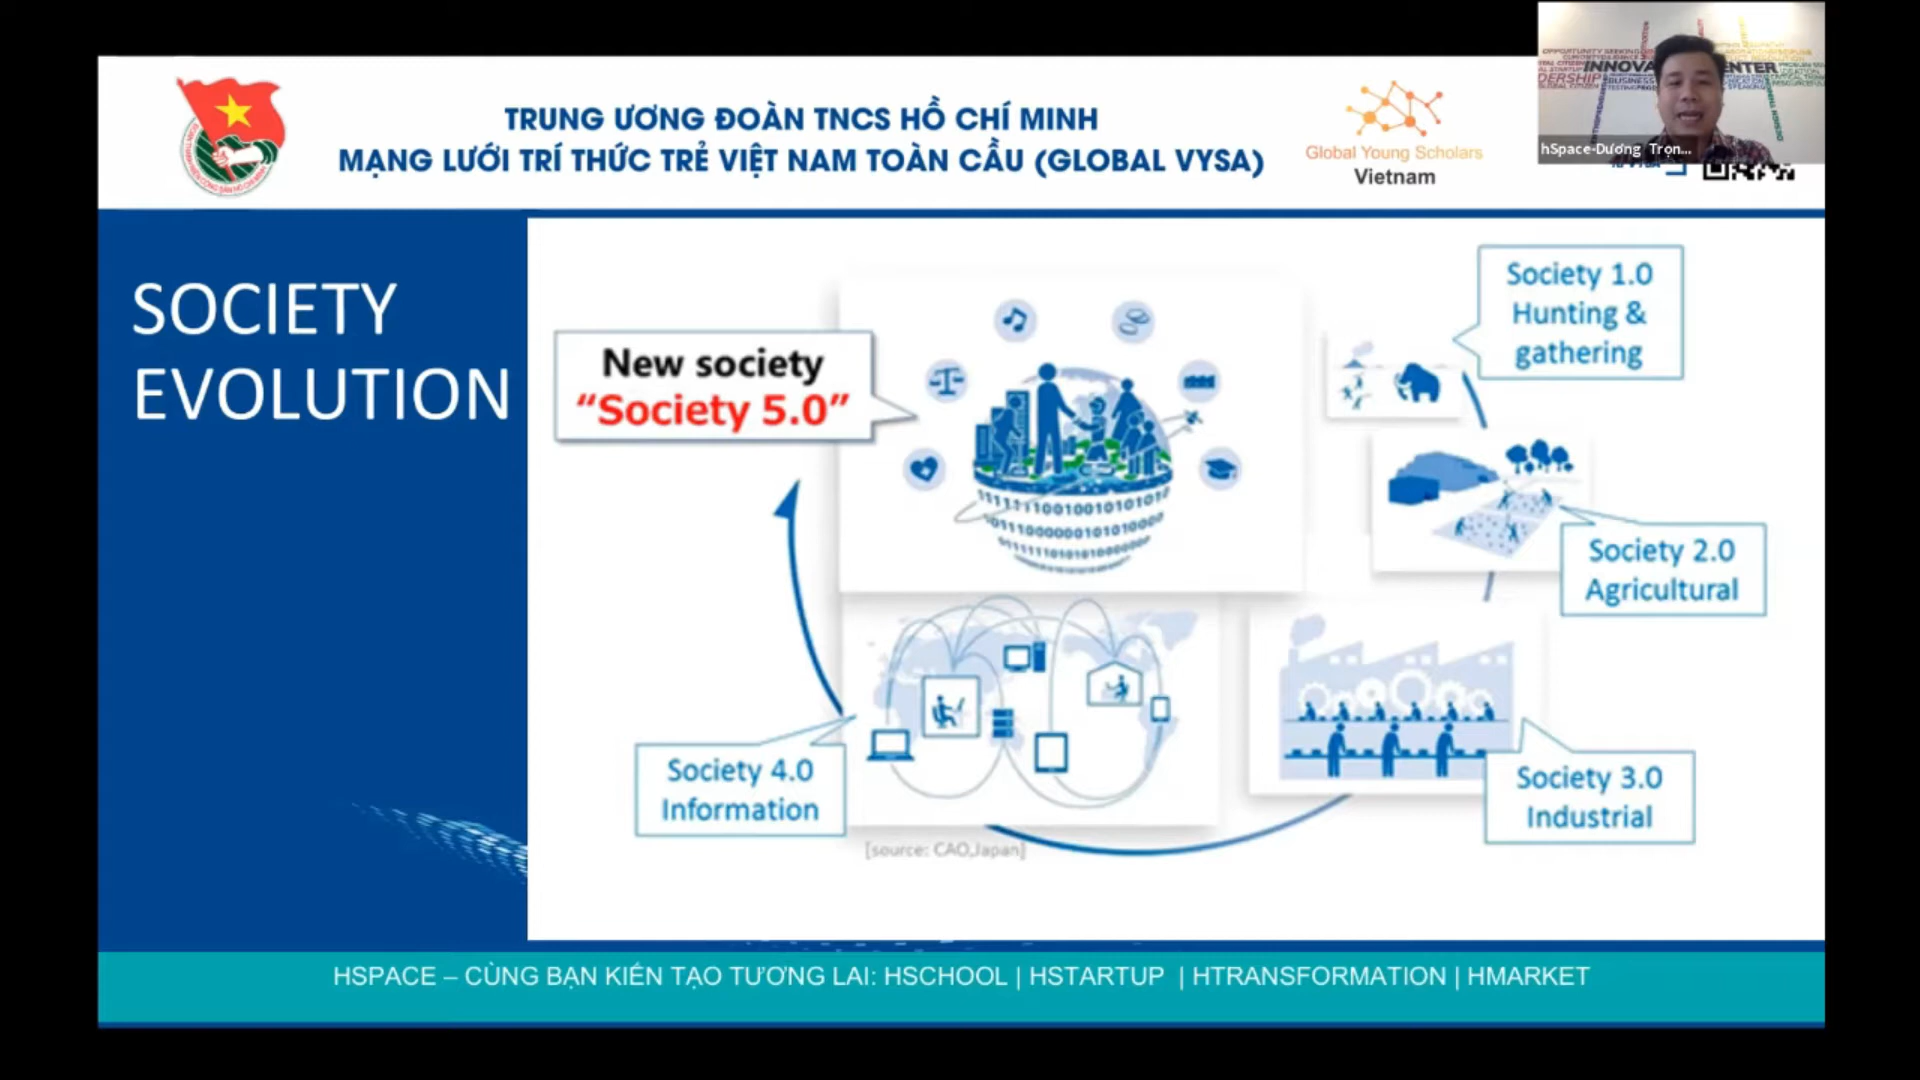 TRUNG ƯƠNG ĐOÀN TNCS HỒ CHÍ MINH
MẠNG LƯỚI TRÍ THỨC TRẺ VIỆT NAM TOÀN CẦU (GLOBAL VYSA)
Global Young Scholars
Vietnam
INNOVA ENTER
hSpace-Dương Trọn...
SOCIETY
EVOLUTION
New society
“Society 5.0”
Society 1.0
Hunting &
gathering
Society 2.0
Agricultural
Society 3.0
Industrial
Society 4.0
Information
[source: CAO,Japan]
HSPACE – CÙNG BẠN KIẾN TẠO TƯƠNG LAI: HSCHOOL | HSTARTUP | HTRANSFORMATION | HMARKET